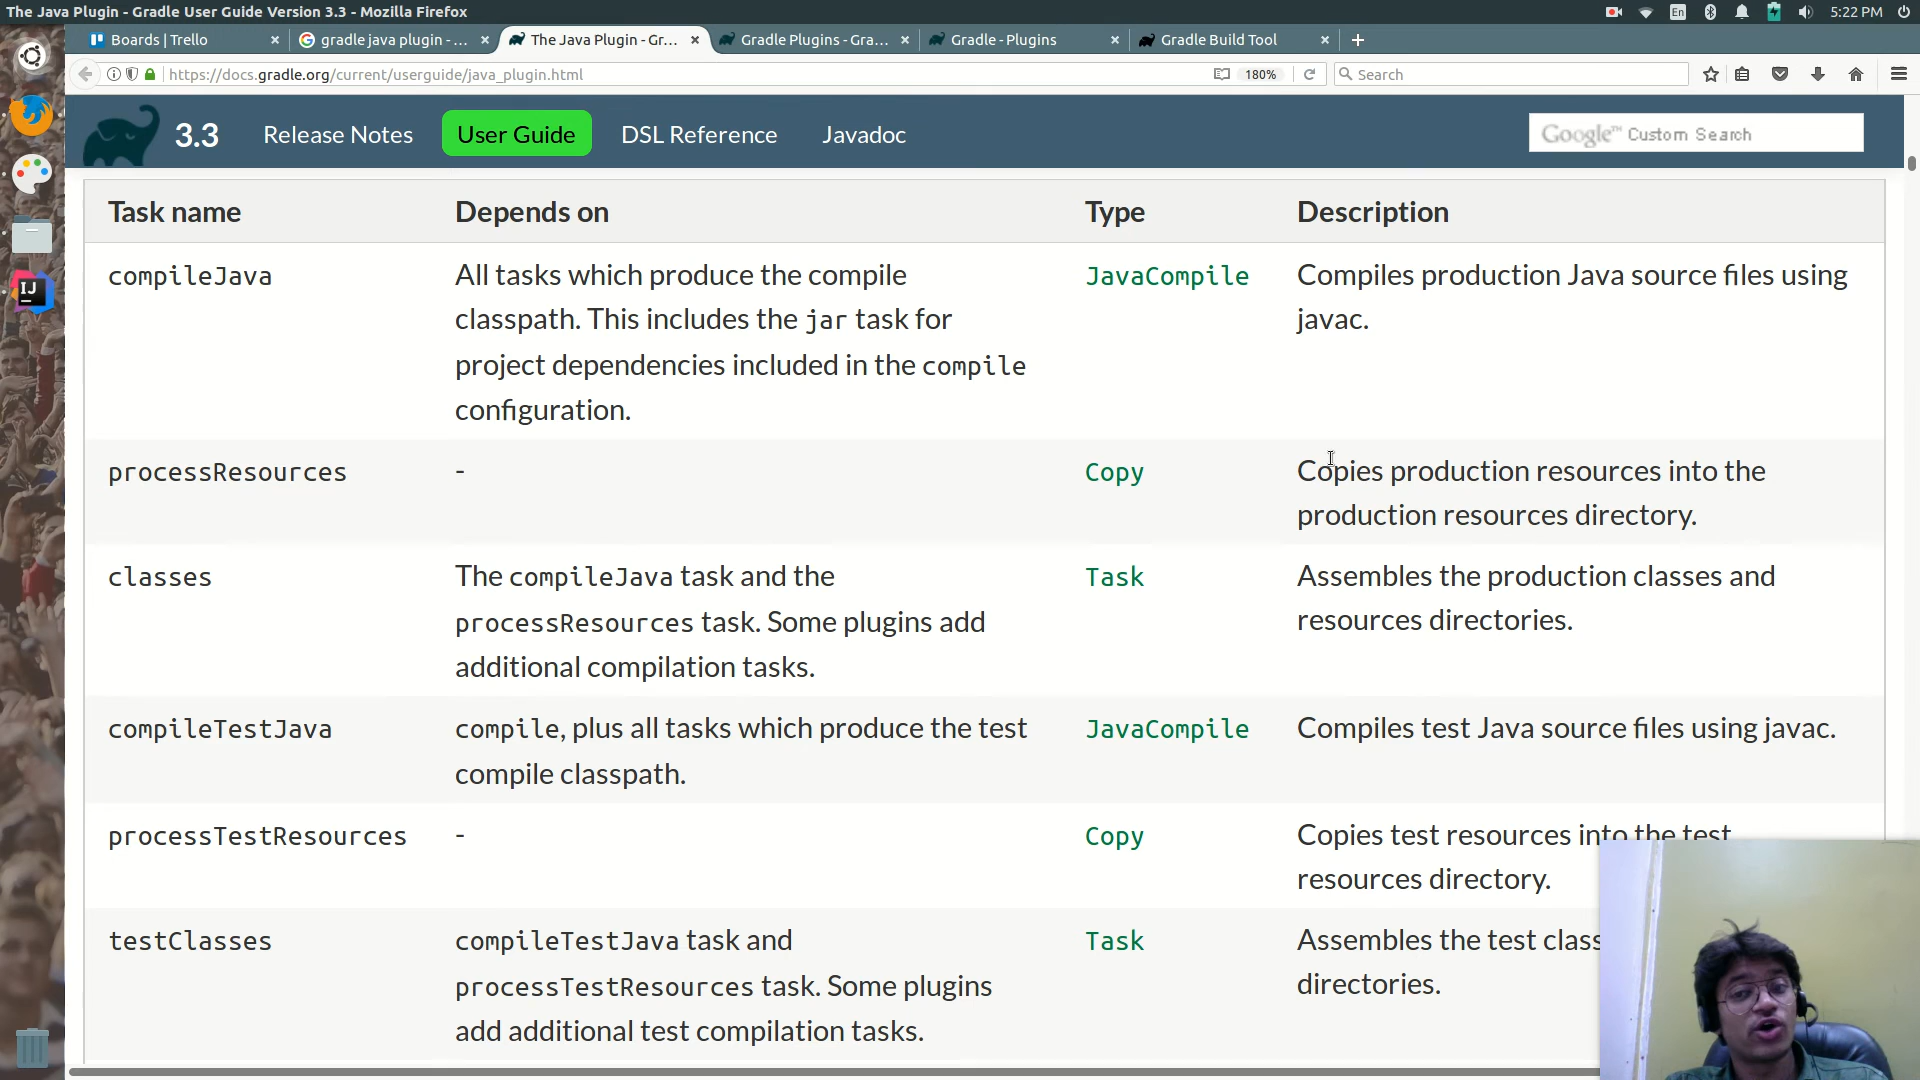 The Java Plugin - Gradle User Guide Version 3.3 - Mozilla Firefox
En
5:22 PM
Boards | Trello
gradle java plugin - ...
The Java Plugin - Gr...
Gradle Plugins - Gra...
Gradle - Plugins
Gradle Build Tool
https://docs.gradle.org/current/userguide/java_plugin.html
180%
Search
3.3
Release Notes
User Guide
DSL Reference
Javadoc
Google™ Custom Search
IJ
Task name
Depends on
Type
Description
compileJava
All tasks which produce the compile
classpath. This includes the jar task for
project dependencies included in the compile
configuration.
JavaCompile
Compiles production Java source files using
javac.
processResources
-
Copy
Copies production resources into the
production resources directory.
classes
The compileJava task and the
processResources task. Some plugins add
additional compilation tasks.
Task
Assembles the production classes and
resources directories.
compileTestJava
compile, plus all tasks which produce the test
compile classpath.
JavaCompile
Compiles test Java source files using javac.
processTestResources
-
Copy
Copies test resources into the test
resources directory.
testClasses
compileTestJava task and
processTestResources task. Some plugins
add additional test compilation tasks.
Task
Assembles the test class
directories.